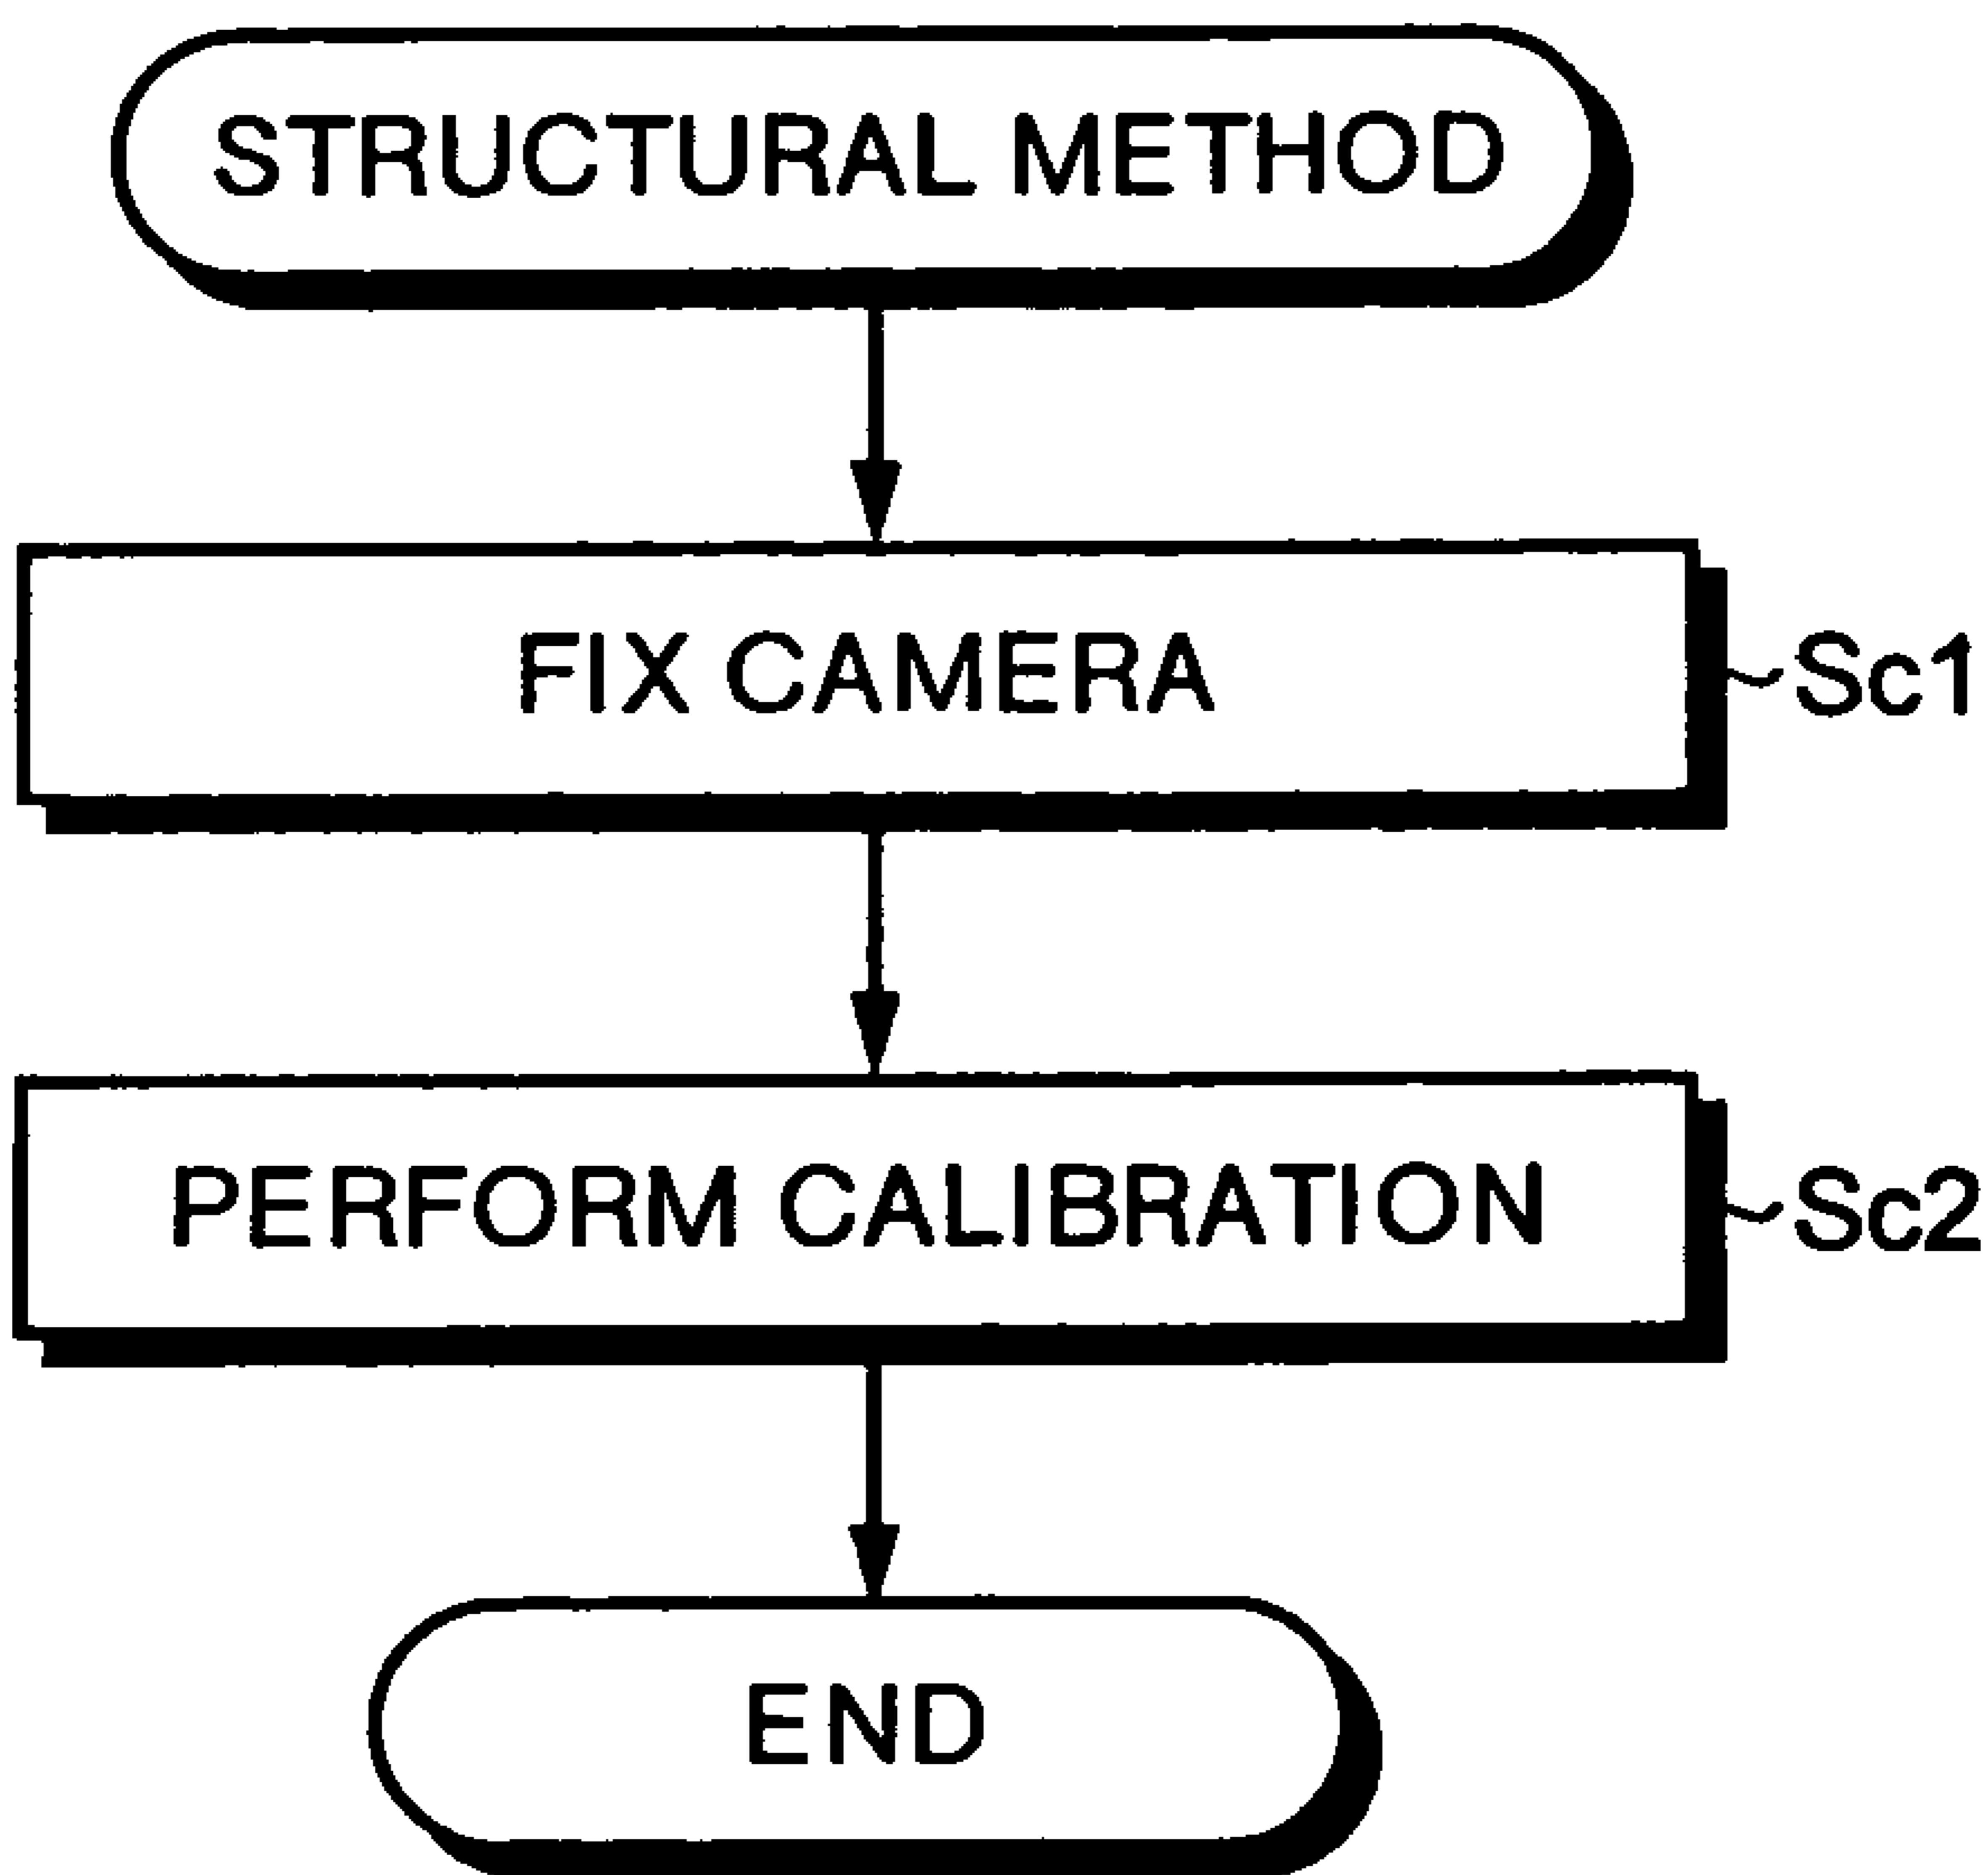 STRUCTURAL METHOD
FIX CAMERA
Sc1
PERFORM CALIBRATION
Sc2
END